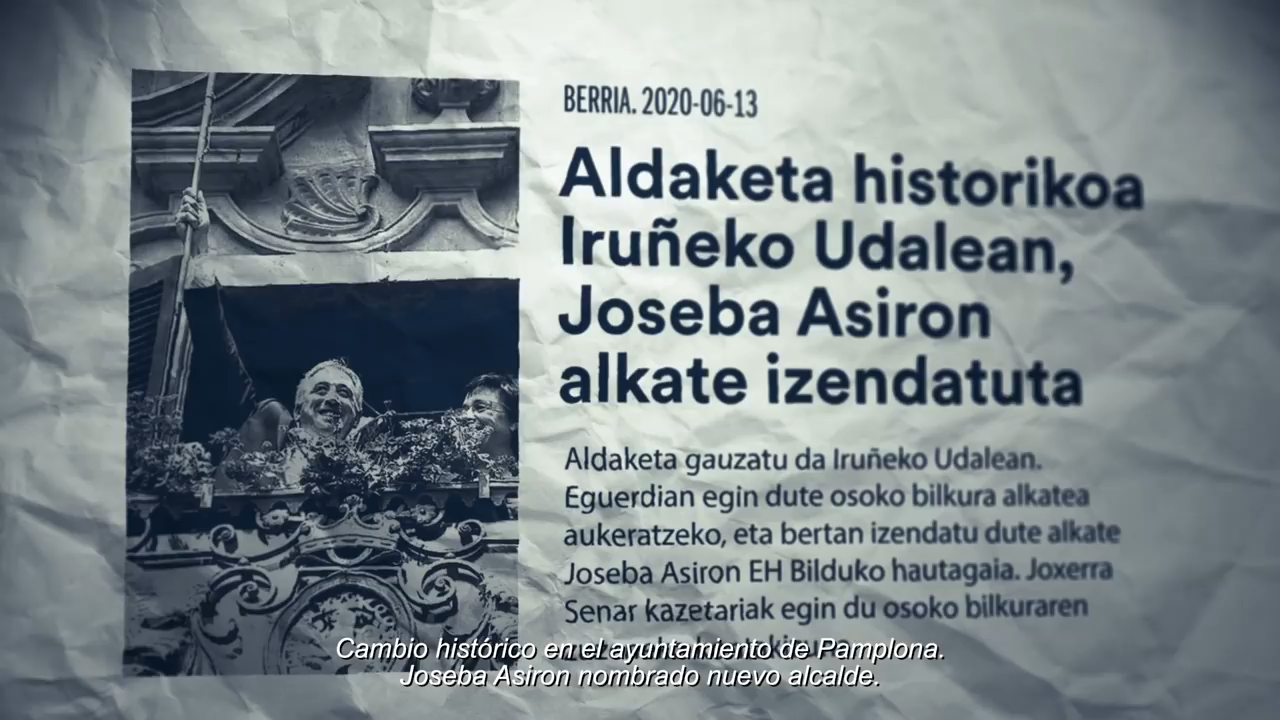 BERRIA. 2020-06-13
Aldaketa historikoa
Iruñeko Udalean,
Joseba Asiron
alkate izendatuta
Aldaketa gauzatu da Iruñeko Udalean.
Eguerdian egin dute osoko bilkura alkatea
aukeratzeko, eta bertan izendatu dute alkate
Joseba Asiron EH Bilduko hautagaia. Joxerra
Senar kazetariak egin du osoko bilkuraren
Cambio histórico en el ayuntamiento de Pamplona.
Joseba Asiron nombrado nuevo alcalde.